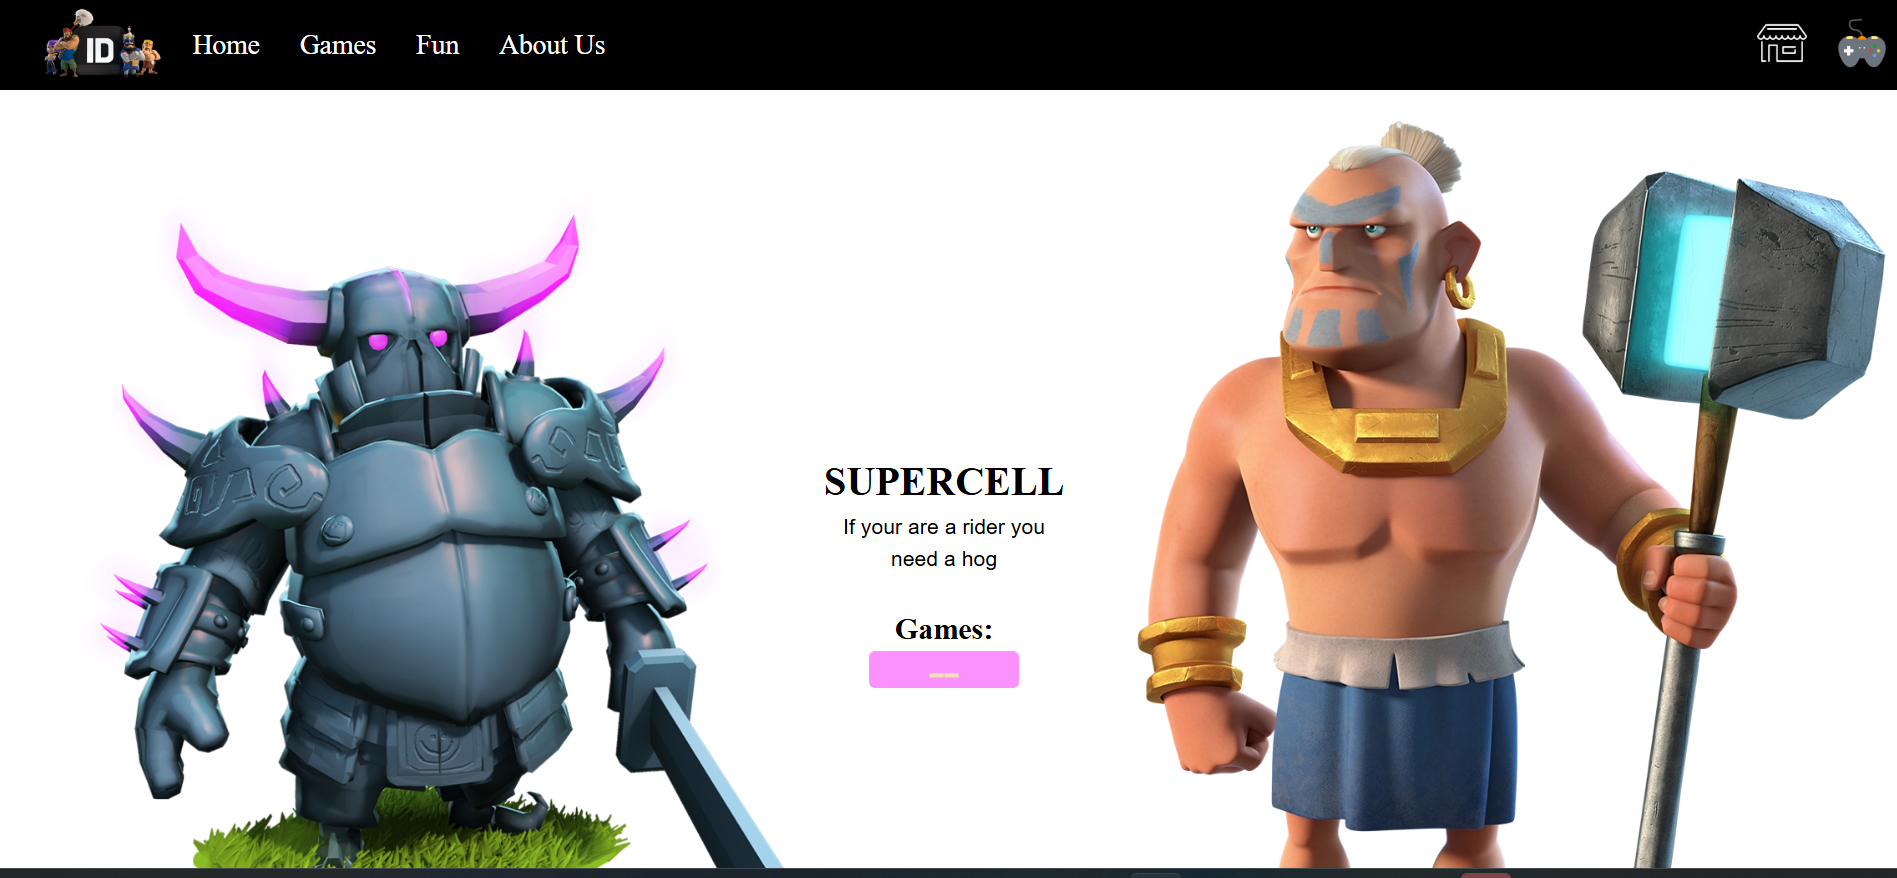 ID
Home
Games
Fun
About Us
SUPERCELL
If your are a rider you
need a hog
Games: